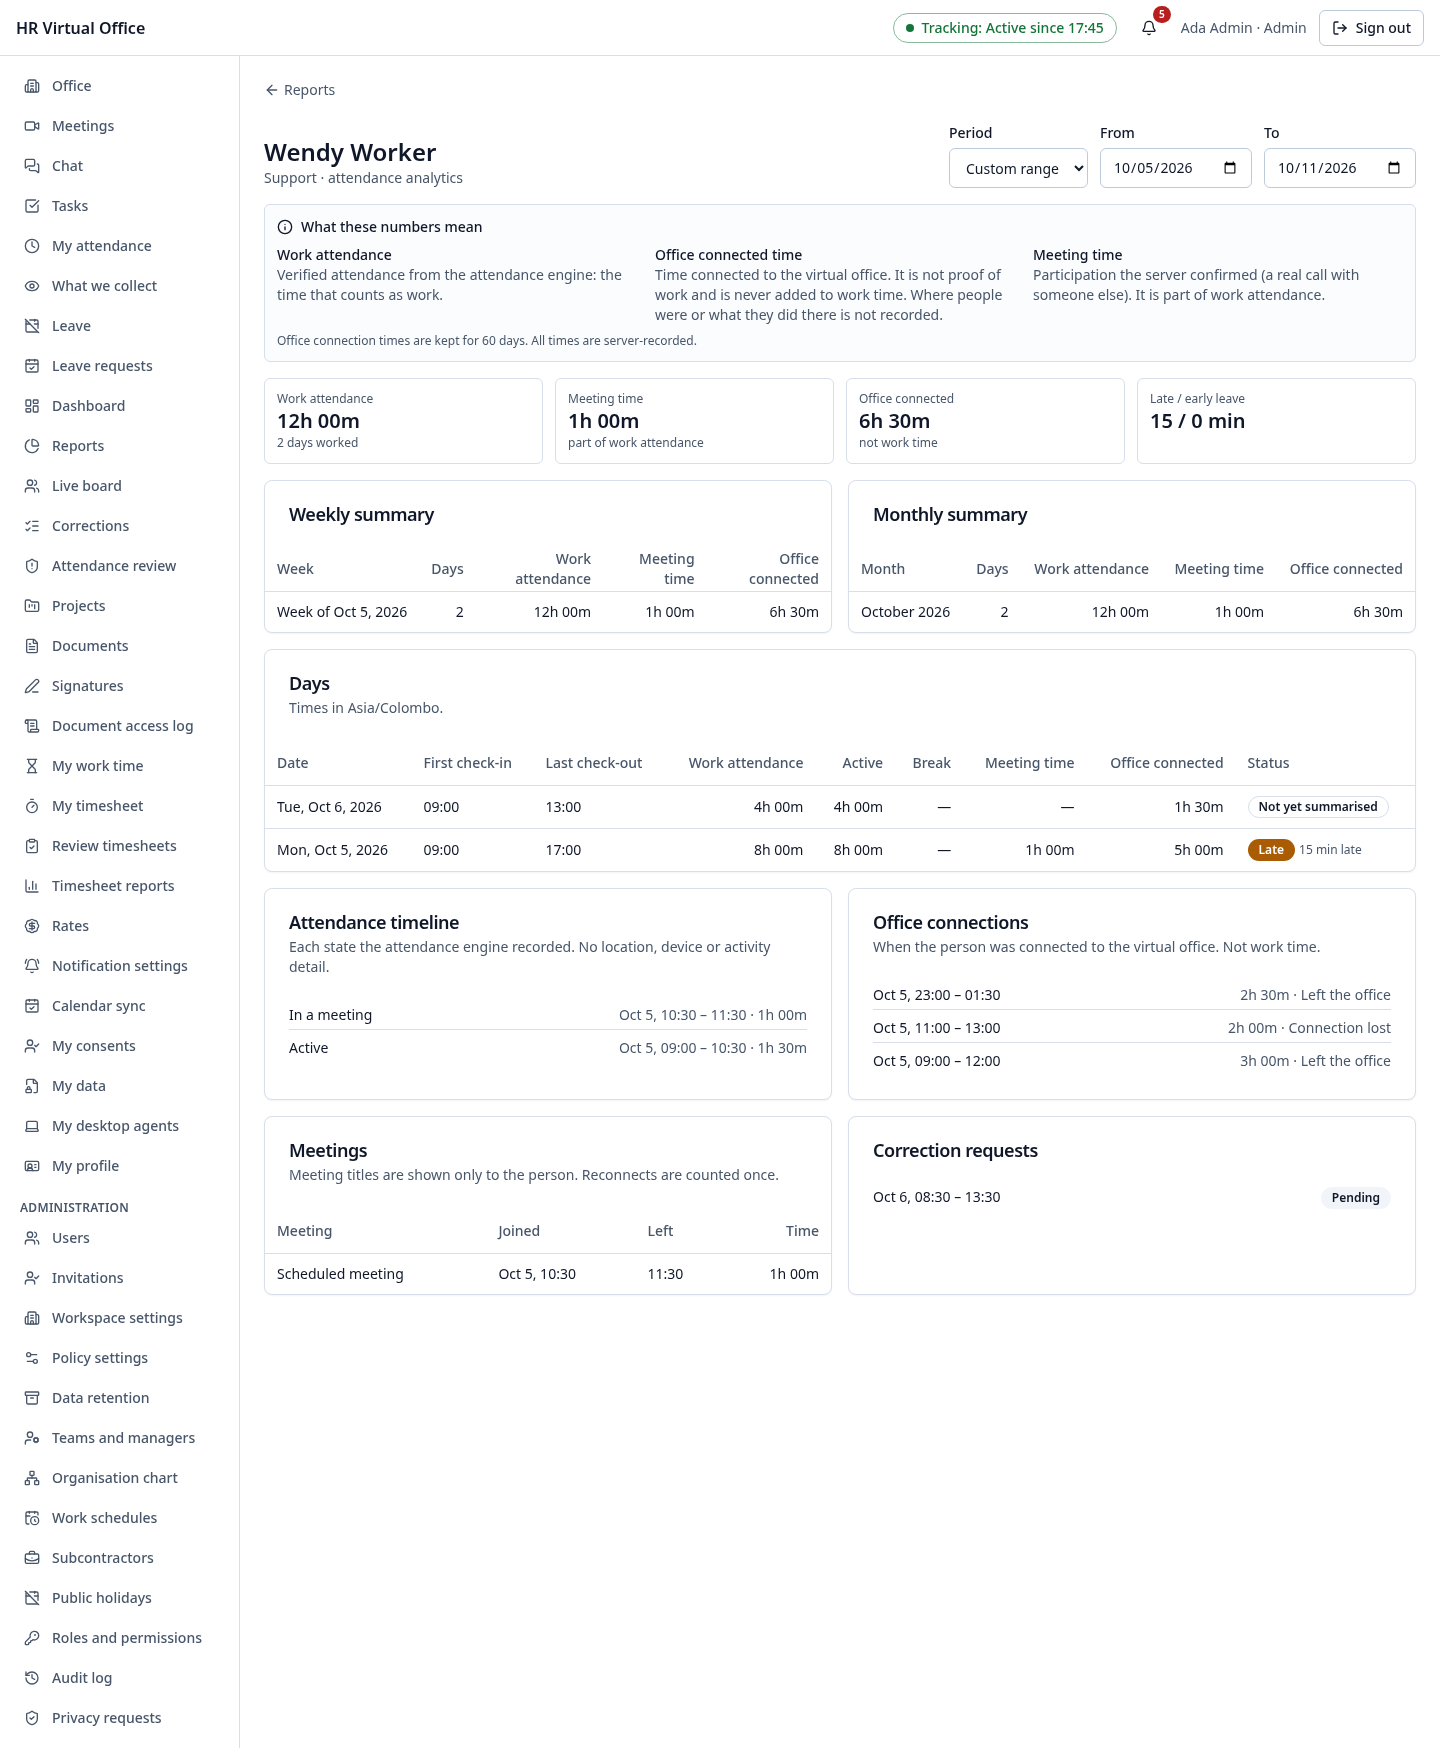 HR Virtual Office
Tracking: Active since 17:45
5
Ada Admin · Admin
Sign out
Office
Meetings
Chat
Tasks
My attendance
What we collect
Leave
Leave requests
Dashboard
Reports
Live board
Corrections
Attendance review
Projects
Documents
Signatures
Document access log
My work time
My timesheet
Review timesheets
Timesheet reports
Rates
Notification settings
Calendar sync
My consents
My data
My desktop agents
My profile
ADMINISTRATION
Users
Invitations
Workspace settings
Policy settings
Data retention
Teams and managers
Organisation chart
Work schedules
Subcontractors
Public holidays
Roles and permissions
Audit log
Privacy requests
Reports
Wendy Worker
Support · attendance analytics
Period
From
To
Custom range
10/05/2026
10/11/2026
What these numbers mean
Work attendance
Verified attendance from the attendance engine: the
time that counts as work.
Office connected time
Time connected to the virtual office. It is not proof of
work and is never added to work time. Where people
were or what they did there is not recorded.
Meeting time
Participation the server confirmed (a real call with
someone else). It is part of work attendance.
Office connection times are kept for 60 days. All times are server-recorded.
Work attendance
12h 00m
2 days worked
Meeting time
1h 00m
part of work attendance
Office connected
6h 30m
not work time
Late / early leave
15 / 0 min
Weekly summary
Week Days Work attendance Meeting time Office connected
Week of Oct 5, 2026 2 12h 00m 1h 00m 6h 30m
Monthly summary
Month Days Work attendance Meeting time Office connected
October 2026 2 12h 00m 1h 00m 6h 30m
Days
Times in Asia/Colombo.
Date First check-in Last check-out Work attendance Active Break Meeting time Office connected Status
Tue, Oct 6, 2026 09:00 13:00 4h 00m 4h 00m — — 1h 30m Not yet summarised
Mon, Oct 5, 2026 09:00 17:00 8h 00m 8h 00m — 1h 00m 5h 00m Late 15 min late
Attendance timeline
Each state the attendance engine recorded. No location, device or activity
detail.
In a meeting Oct 5, 10:30 – 11:30 · 1h 00m
Active Oct 5, 09:00 – 10:30 · 1h 30m
Office connections
When the person was connected to the virtual office. Not work time.
Oct 5, 23:00 – 01:30 2h 30m · Left the office
Oct 5, 11:00 – 13:00 2h 00m · Connection lost
Oct 5, 09:00 – 12:00 3h 00m · Left the office
Meetings
Meeting titles are shown only to the person. Reconnects are counted once.
Meeting Joined Left Time
Scheduled meeting Oct 5, 10:30 11:30 1h 00m
Correction requests
Oct 6, 08:30 – 13:30 Pending